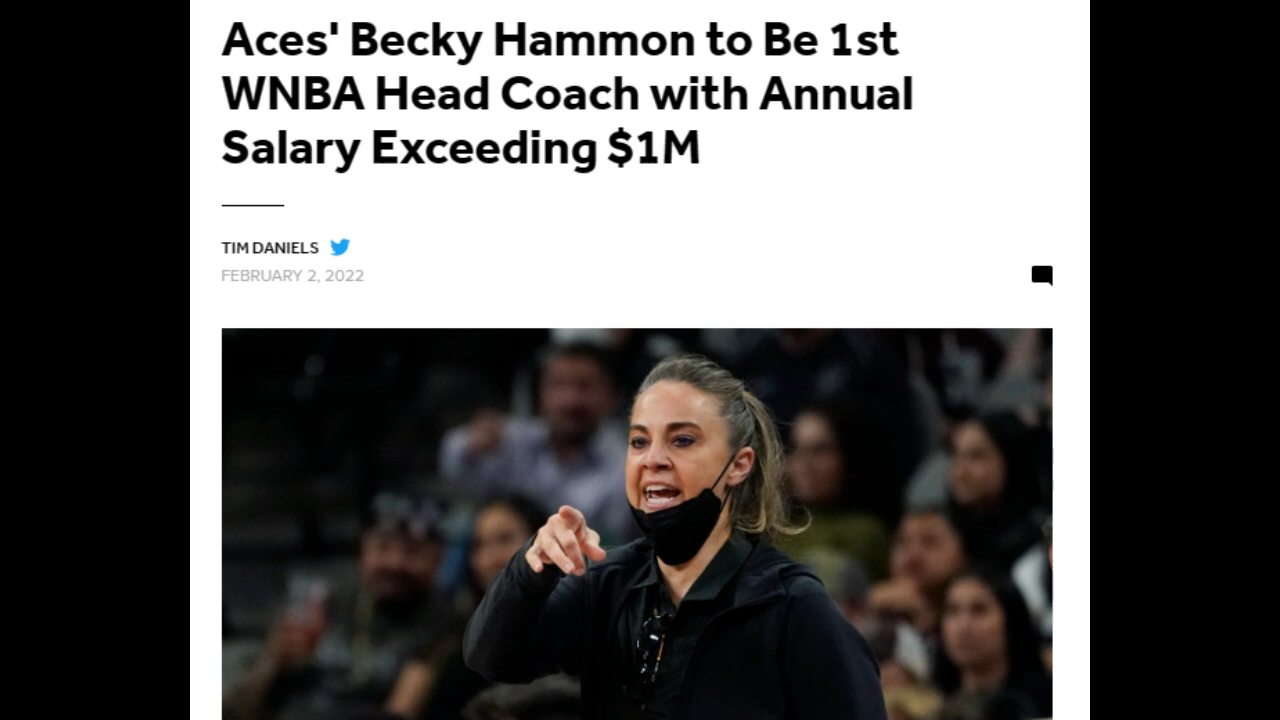 Aces' Becky Hammon to Be 1st
WNBA Head Coach with Annual
Salary Exceeding $1M
TIM DANIELS
FEBRUARY 2, 2022